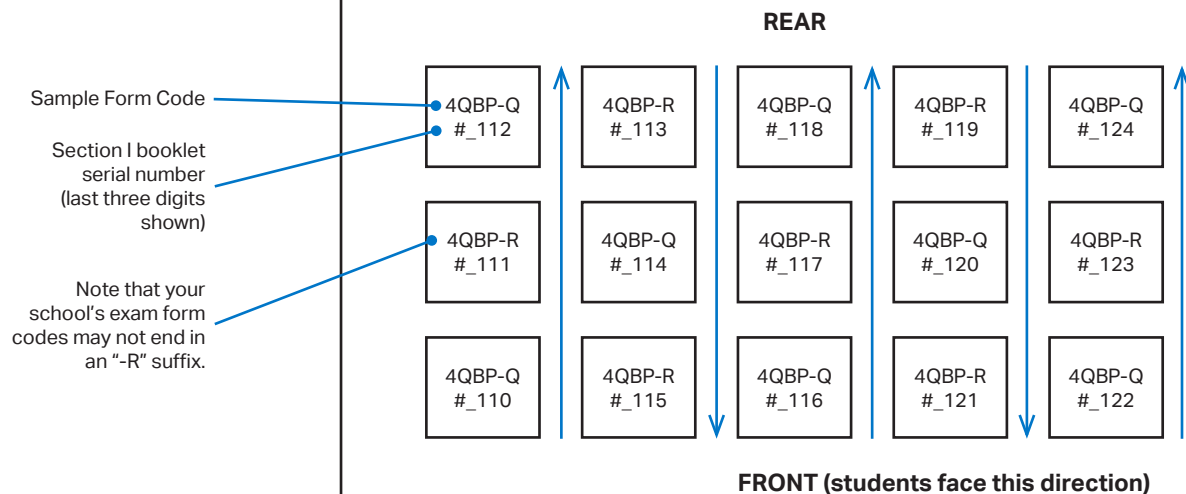 REAR
Sample Form Code
Section I booklet
serial number
(last three digits
shown)
Note that your
school's exam form
codes may not end in
an “-R” suffix.
4QBP-Q
#_112
4QBP-R
#_113
4QBP-Q
#_118
4QBP-R
#_119
4QBP-Q
#_124
4QBP-R
#_111
4QBP-Q
#_114
4QBP-R
#_117
4QBP-Q
#_120
4QBP-R
#_123
4QBP-Q
#_110
4QBP-R
#_115
4QBP-Q
#_116
4QBP-R
#_121
4QBP-Q
#_122
FRONT (students face this direction)